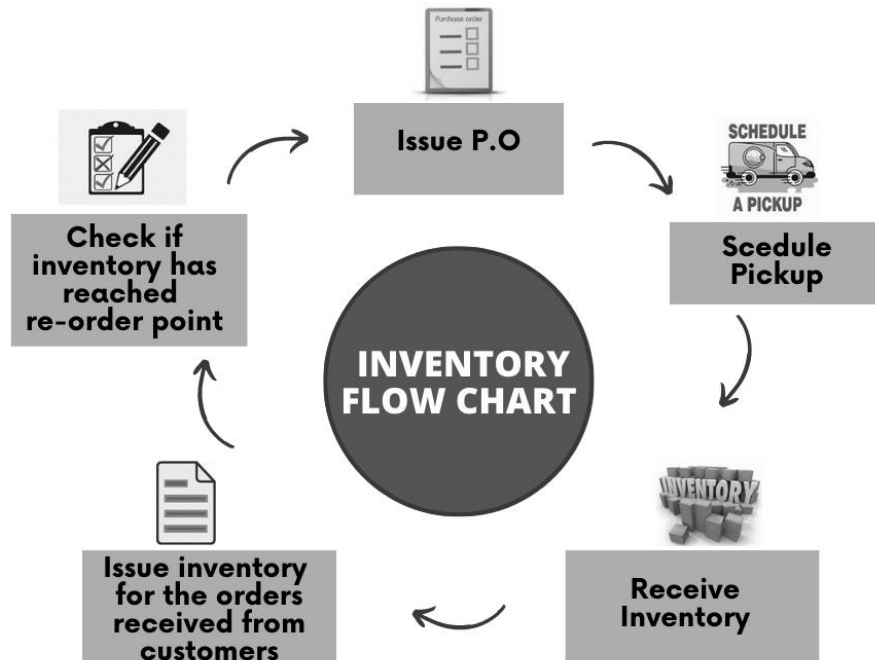 Purchase order
Issue P.O
SCHEDULE
A PICKUP
Scedule
Pickup
INVENTORY
Receive
Inventory
Issue inventory
for the orders
received from
customers
Check if
inventory has
reached
re-order point
INVENTORY
FLOW CHART